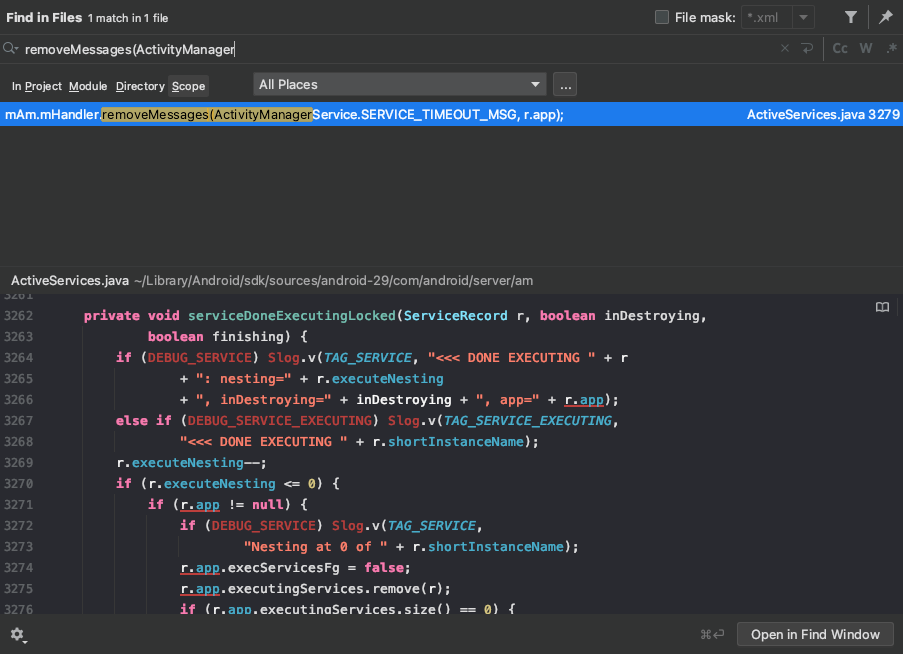 Find in Files 1 match in 1 file File mask: *.xml
removeMessages(ActivityManager Cc W .*
In Project Module Directory Scope All Places ...
mAm.mHandler.removeMessages(ActivityManagerService.SERVICE_TIMEOUT_MSG, r.app); ActiveServices.java 3279
ActiveServices.java ~/Library/Android/sdk/sources/android-29/com/android/server/am
3261
3262 private void serviceDoneExecutingLocked(ServiceRecord r, boolean inDestroying,
3263 boolean finishing) {
3264 if (DEBUG_SERVICE) Slog.v(TAG_SERVICE, "<<< DONE EXECUTING " + r
3265 + ": nesting=" + r.executeNesting
3266 + ", inDestroying=" + inDestroying + ", app=" + r.app);
3267 else if (DEBUG_SERVICE_EXECUTING) Slog.v(TAG_SERVICE_EXECUTING,
3268 "<<< DONE EXECUTING " + r.shortInstanceName);
3269 r.executeNesting--;
3270 if (r.executeNesting <= 0) {
3271 if (r.app != null) {
3272 if (DEBUG_SERVICE) Slog.v(TAG_SERVICE,
3273 "Nesting at 0 of " + r.shortInstanceName);
3274 r.app.execServicesFg = false;
3275 r.app.executingServices.remove(r);
3276 if (r.app.executingServices.size() == 0) {
⌘↩ Open in Find Window